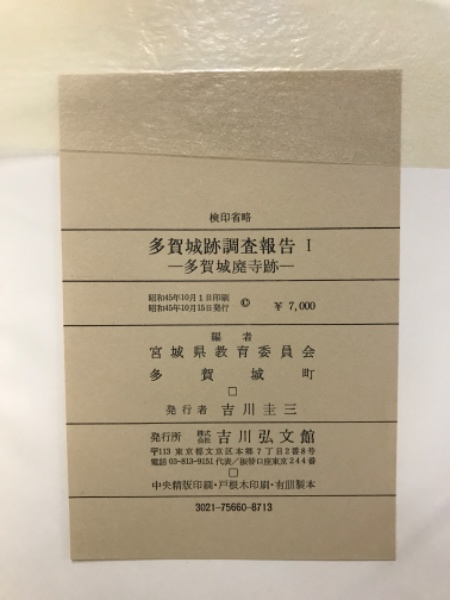 検印省略
多賀城跡調査報告 I
―多賀城廃寺跡―
昭和45年10月1日印刷
昭和45年10月15日発行
© ¥ 7,000
編者
宮城県教育委員会
多賀城町
発行者 吉川圭三
発行所 株式会社 吉川弘文館
〒113 東京都文京区本郷7丁目2番8号
電話 03-813-9151代表/振替口座東京244番
中央精版印刷・戸根木印刷・有朋製本
3021-75660-8713